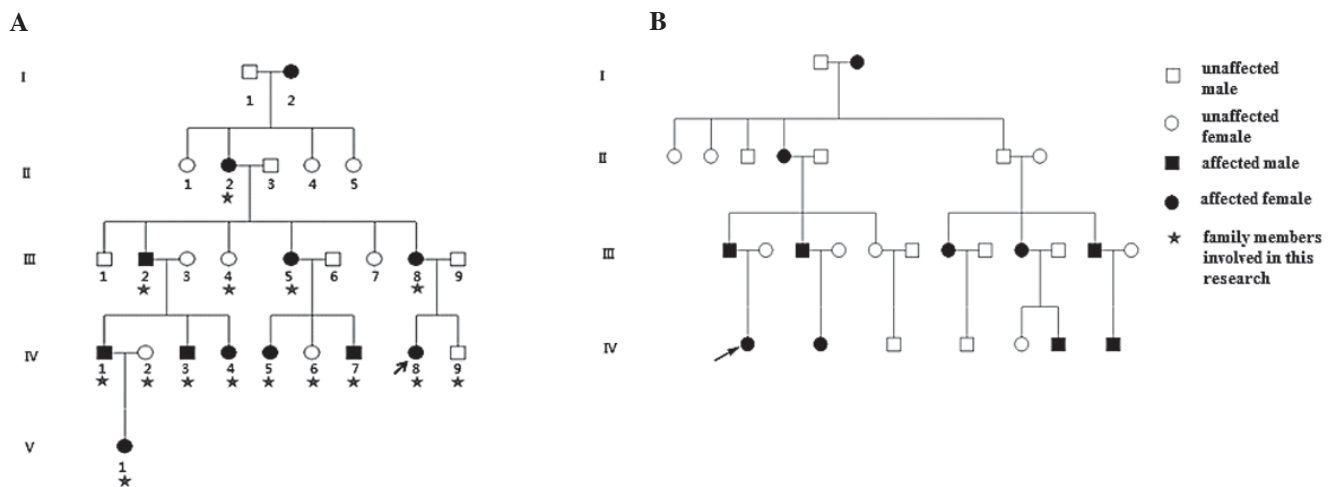 A
I
1 2
II
1 2 3 4 5
★
III
1 2 3 4 5 6 7 8 9
★ ★ ★ ★
IV
1 2 3 4 5 6 7 8 9
★ ★ ★ ★ ★ ★ ★ ★ ★
V
1
★
B
I
II
III
IV
unaffected
male
unaffected
female
affected male
affected female
★ family members
involved in this
research